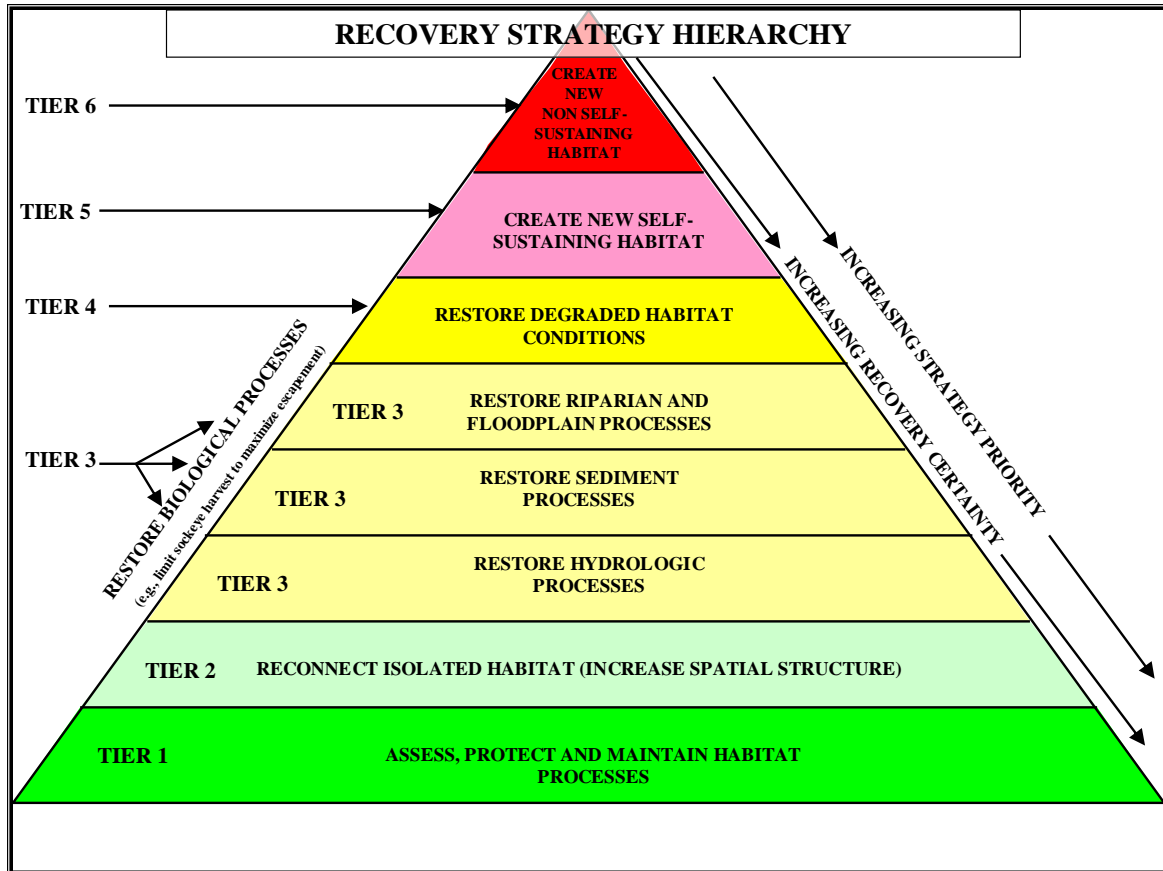 RECOVERY STRATEGY HIERARCHY
CREATE
NEW
NON SELF-
SUSTAINING
HABITAT
TIER 6
TIER 5
CREATE NEW SELF-
SUSTAINING HABITAT
TIER 4
RESTORE DEGRADED HABITAT
CONDITIONS
TIER 3
RESTORE RIPARIAN AND
FLOODPLAIN PROCESSES
TIER 3
RESTORE BIOLOGICAL PROCESSES
(e.g., limit sockeye harvest to maximize escapement)
TIER 3
RESTORE SEDIMENT
PROCESSES
TIER 3
RESTORE HYDROLOGIC
PROCESSES
TIER 2
RECONNECT ISOLATED HABITAT (INCREASE SPATIAL STRUCTURE)
TIER 1
ASSESS, PROTECT AND MAINTAIN HABITAT
PROCESSES
INCREASING RECOVERY CERTAINTY
INCREASING STRATEGY PRIORITY